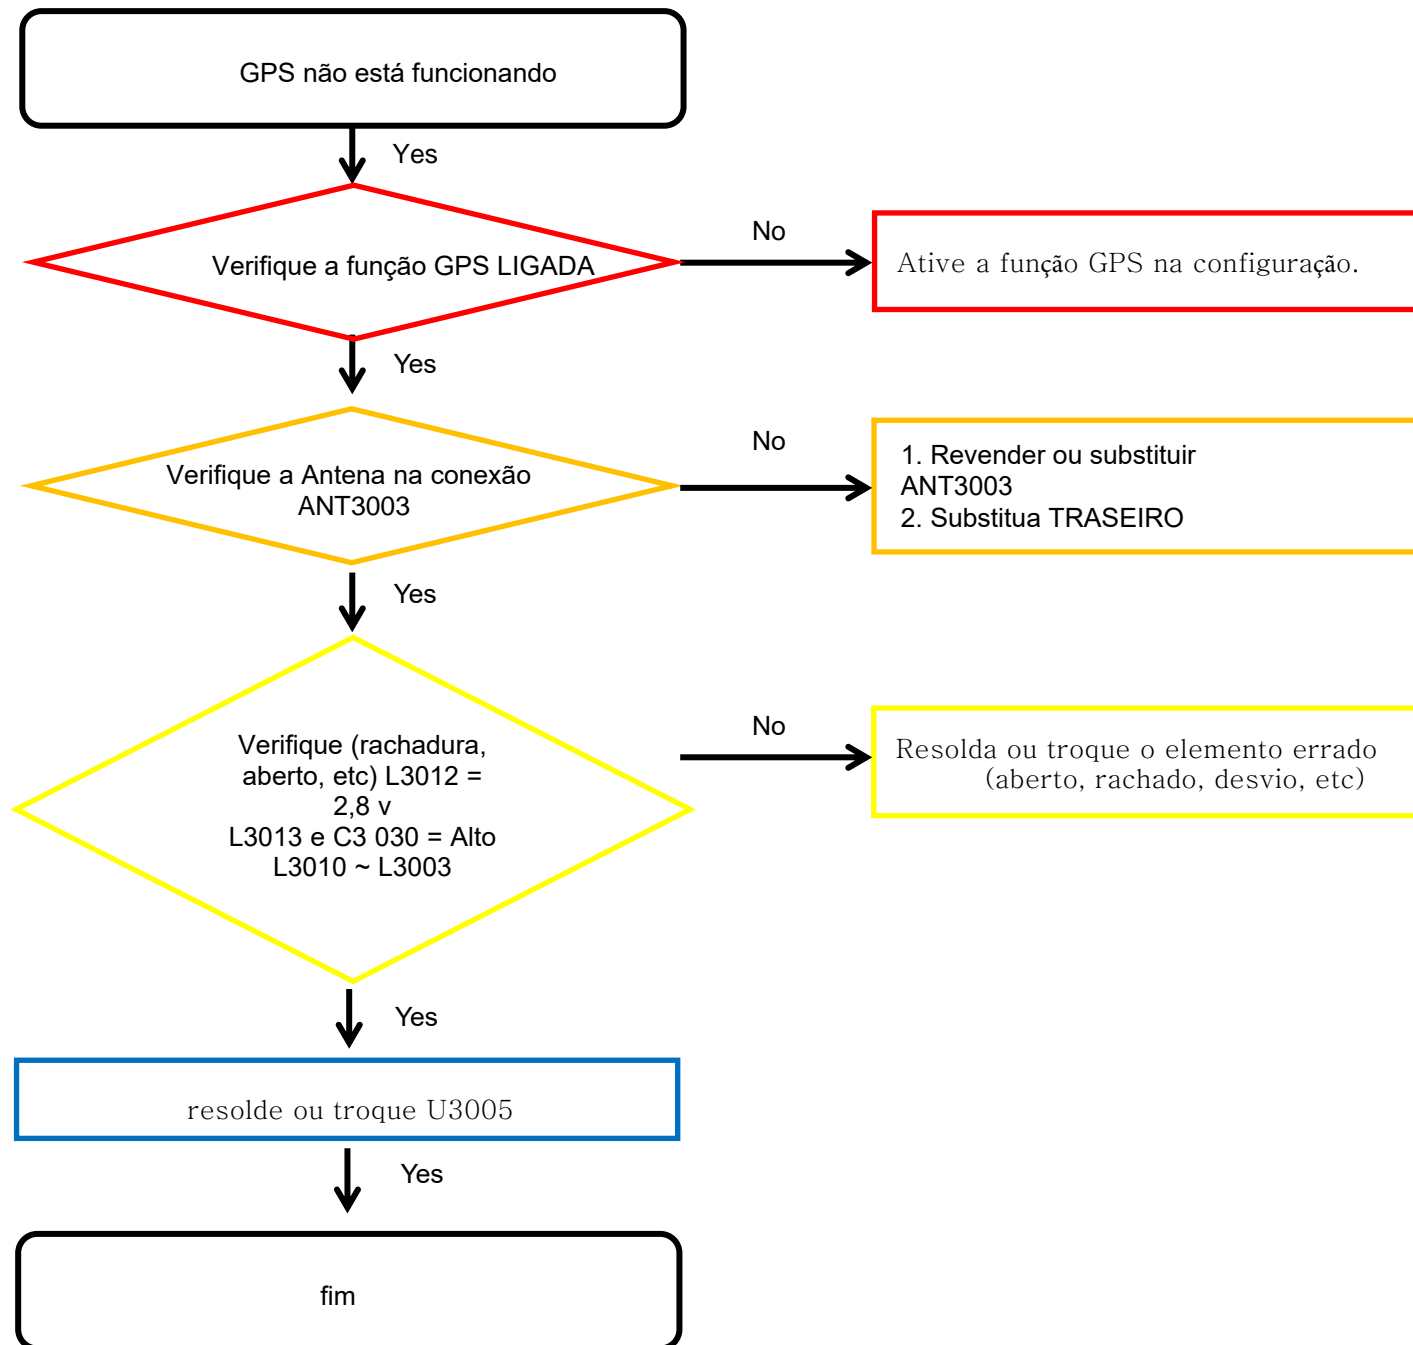 GPS não está funcionando
Yes
Verifique a função GPS LIGADA
No
Ative a função GPS na configuração.
Yes
Verifique a Antena na conexão
ANT3003
No
1. Revender ou substituir
ANT3003
2. Substitua TRASEIRO
Yes
Verifique (rachadura,
aberto, etc) L3012 =
2,8 v
L3013 e C3 030 = Alto
L3010 ~ L3003
No
Resolda ou troque o elemento errado
(aberto, rachado, desvio, etc)
Yes
resolde ou troque U3005
Yes
fim